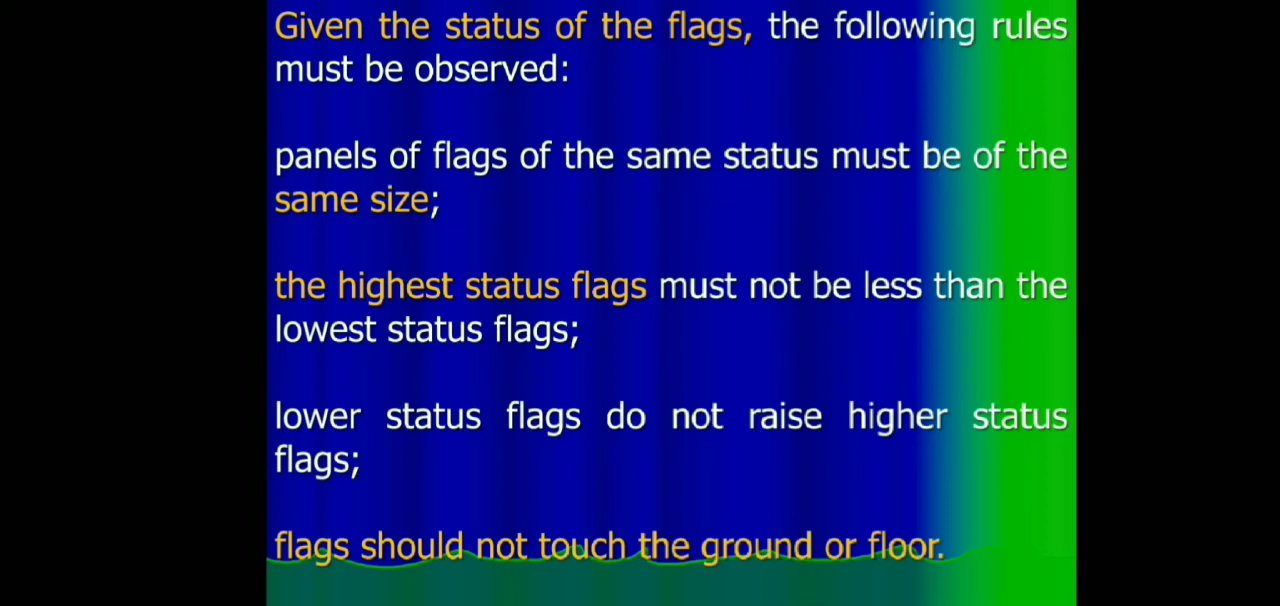 Given the status of the flags, the following rules
must be observed:
panels of flags of the same status must be of the
same size;
the highest status flags must not be less than the
lowest status flags;
lower status flags do not raise higher status
flags;
flags should not touch the ground or floor.